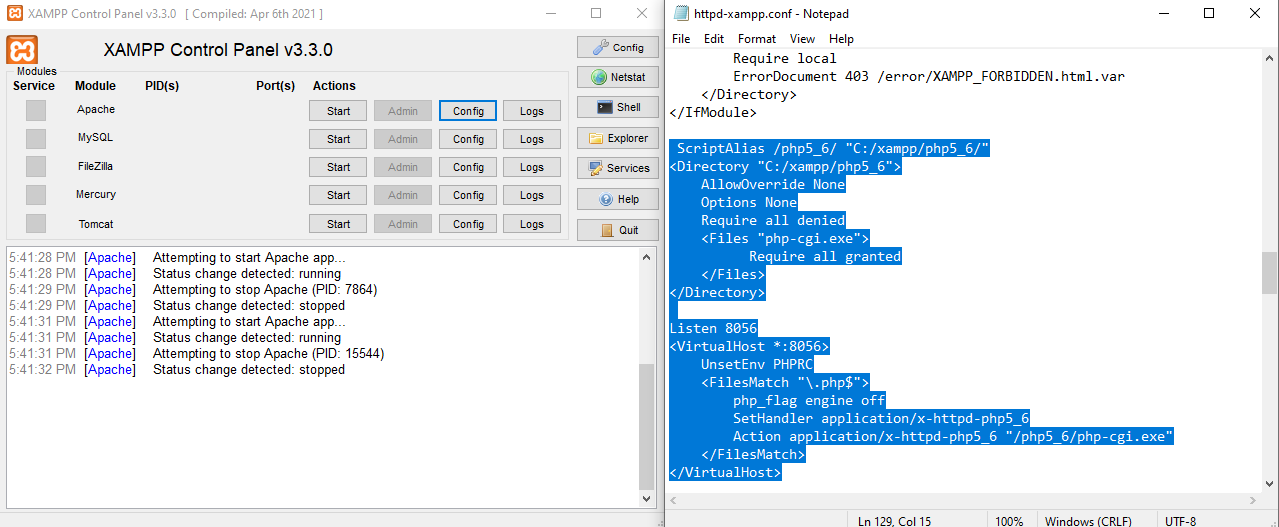 XAMPP Control Panel v3.3.0 [ Compiled: Apr 6th 2021 ]
XAMPP Control Panel v3.3.0
Config
Modules
Service Module PID(s) Port(s) Actions
Netstat
Apache Start Admin Config Logs
Shell
MySQL Start Admin Config Logs
Explorer
FileZilla Start Admin Config Logs
Services
Mercury Start Admin Config Logs
Help
Tomcat Start Admin Config Logs
Quit
5:41:28 PM [Apache] Attempting to start Apache app...
5:41:28 PM [Apache] Status change detected: running
5:41:29 PM [Apache] Attempting to stop Apache (PID: 7864)
5:41:29 PM [Apache] Status change detected: stopped
5:41:31 PM [Apache] Attempting to start Apache app...
5:41:31 PM [Apache] Status change detected: running
5:41:31 PM [Apache] Attempting to stop Apache (PID: 15544)
5:41:32 PM [Apache] Status change detected: stopped
httpd-xampp.conf - Notepad
File Edit Format View Help
Require local
ErrorDocument 403 /error/XAMPP_FORBIDDEN.html.var
</Directory>
</IfModule>
ScriptAlias /php5_6/ "C:/xampp/php5_6/"
<Directory "C:/xampp/php5_6">
AllowOverride None
Options None
Require all denied
<Files "php-cgi.exe">
Require all granted
</Files>
</Directory>
Listen 8056
<VirtualHost *:8056>
UnsetEnv PHPRC
<FilesMatch "\.php$">
php_flag engine off
SetHandler application/x-httpd-php5_6
Action application/x-httpd-php5_6 "/php5_6/php-cgi.exe"
</FilesMatch>
</VirtualHost>
Ln 129, Col 15 100% Windows (CRLF) UTF-8